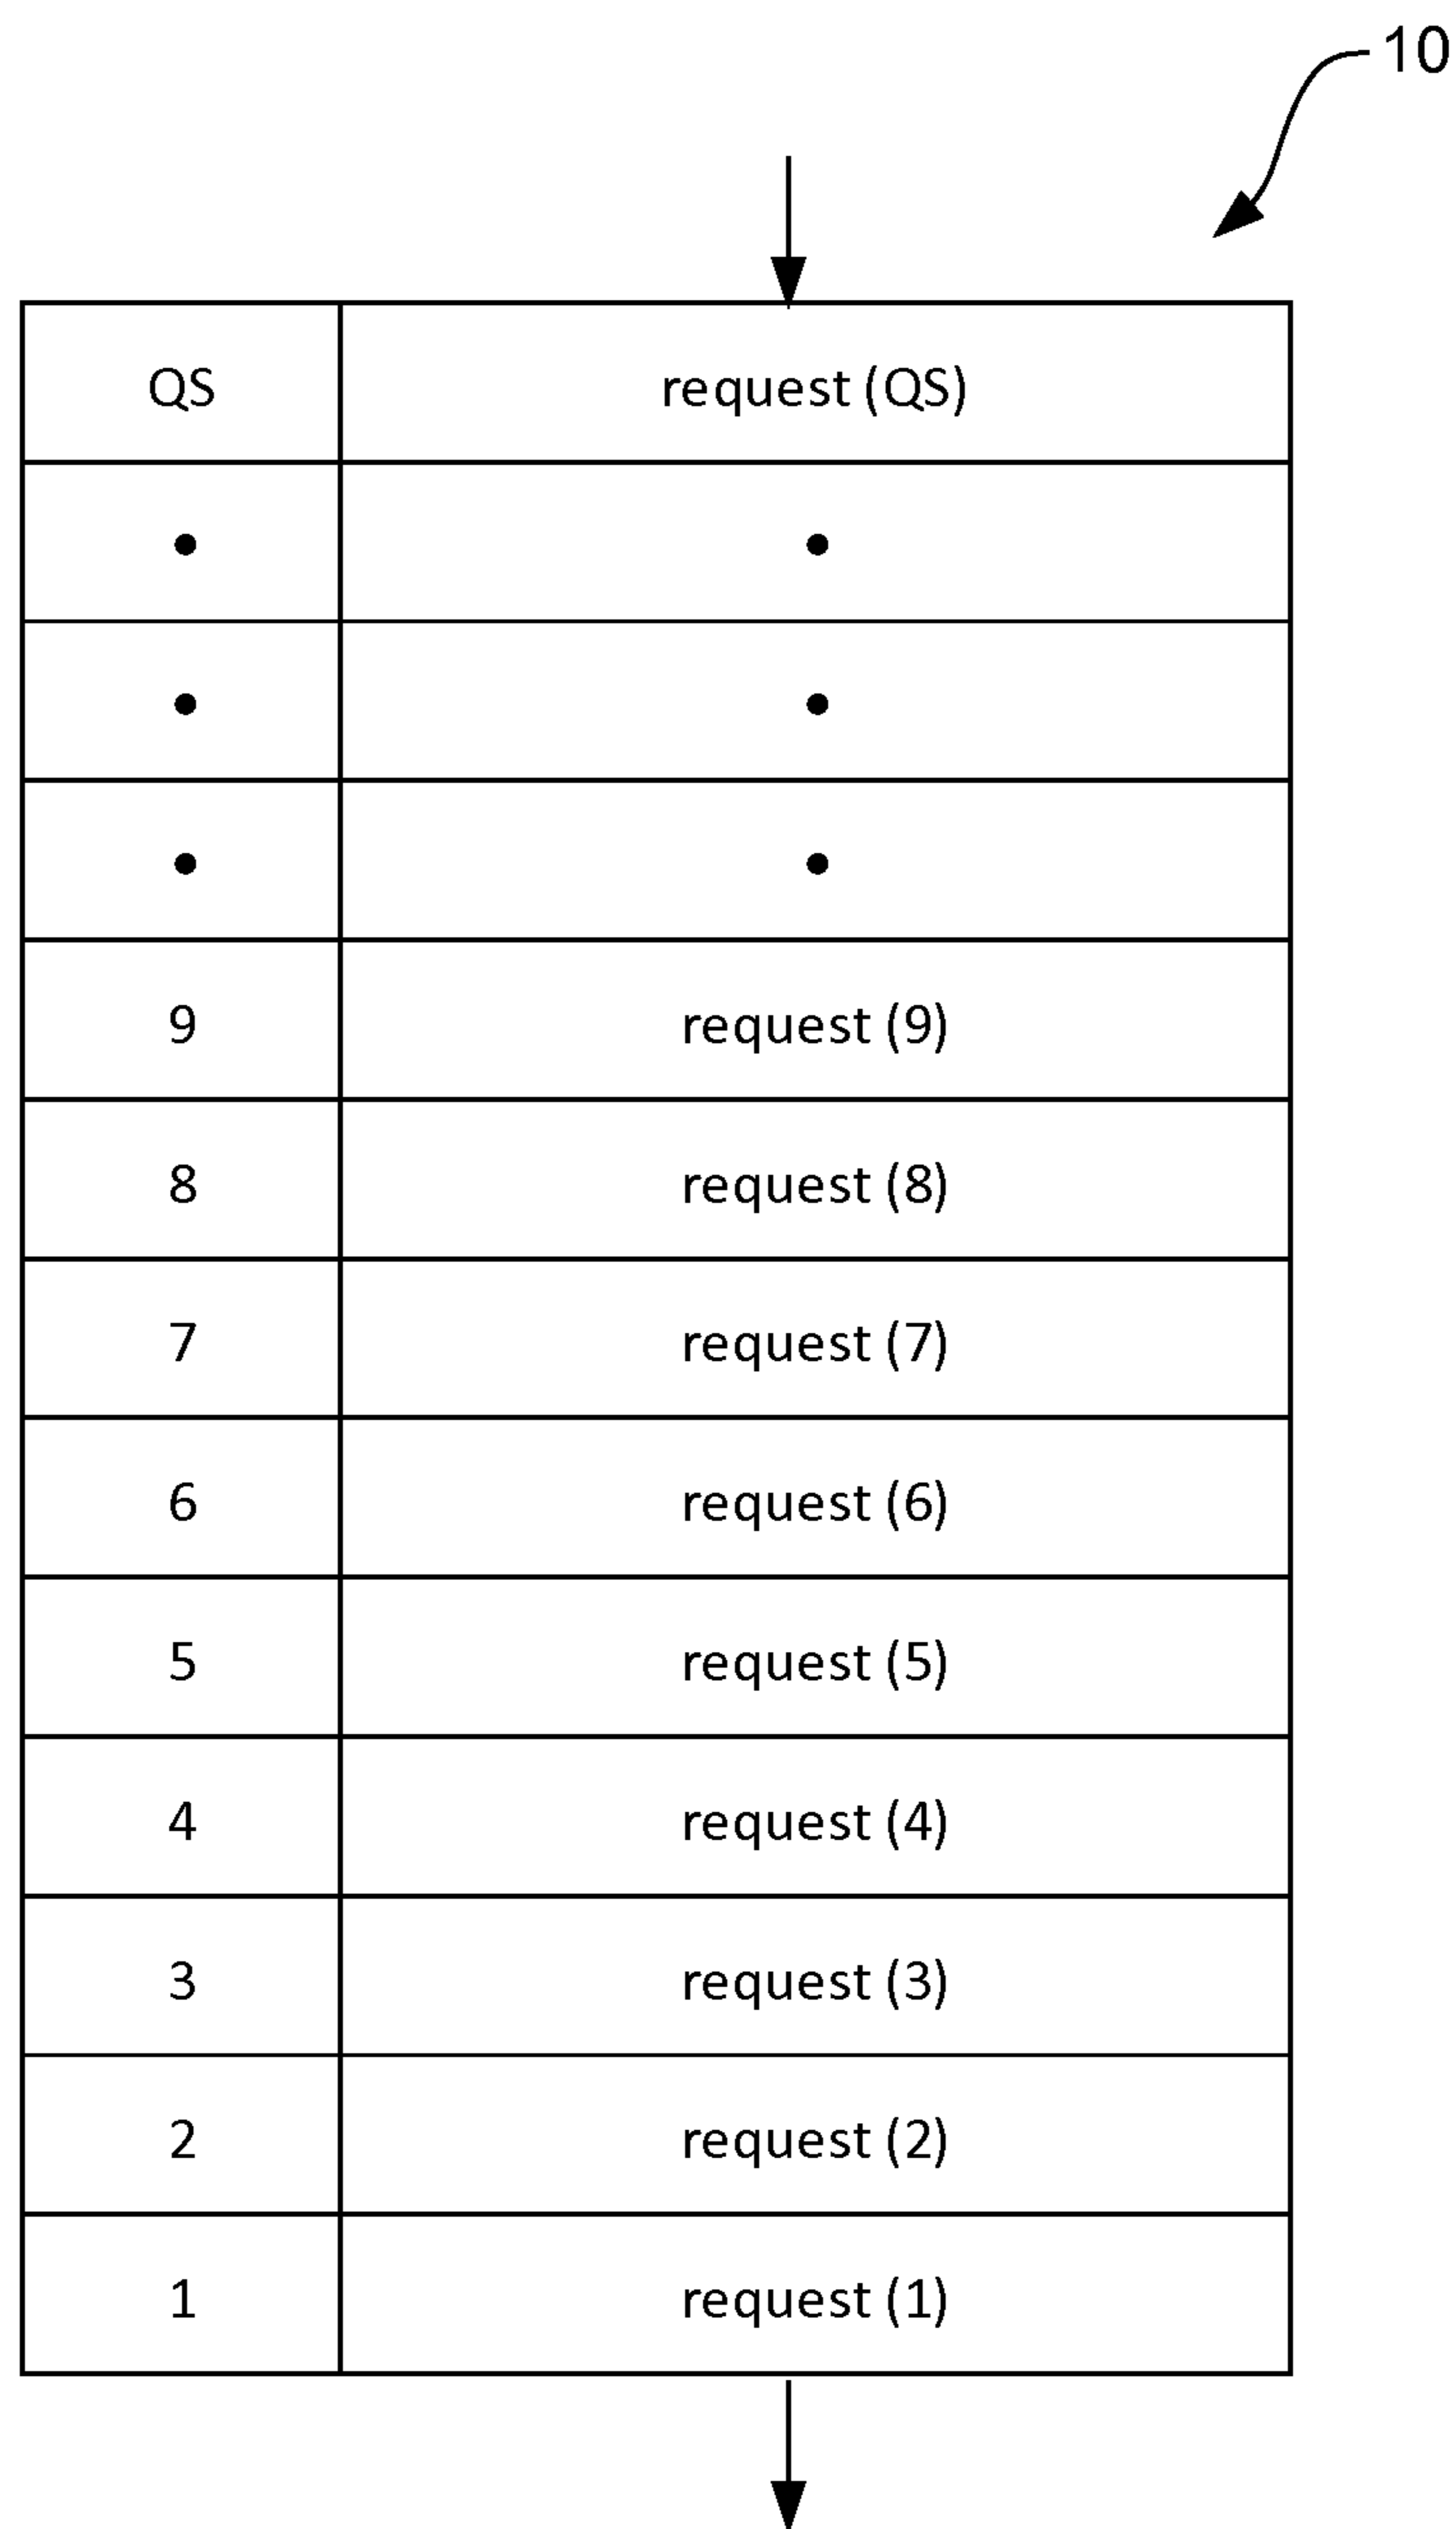 10
QS request (QS)
• •
• •
• •
9 request (9)
8 request (8)
7 request (7)
6 request (6)
5 request (5)
4 request (4)
3 request (3)
2 request (2)
1 request (1)